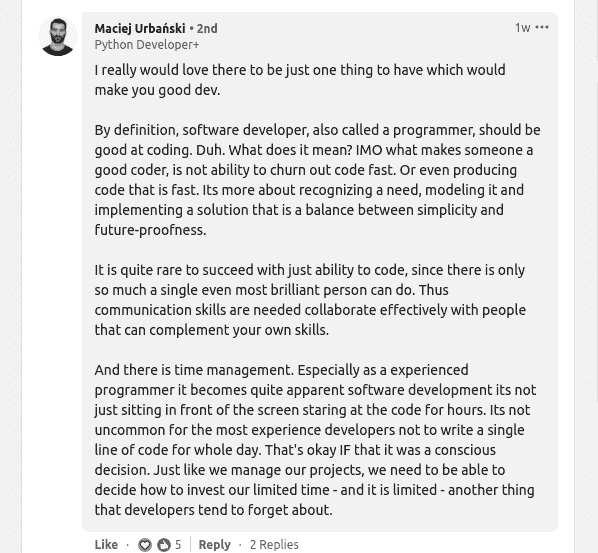 Maciej Urbański • 2nd
1w •••
Python Developer+
I really would love there to be just one thing to have which would
make you good dev.
By definition, software developer, also called a programmer, should be
good at coding. Duh. What does it mean? IMO what makes someone a
good coder, is not ability to churn out code fast. Or even producing
code that is fast. Its more about recognizing a need, modeling it and
implementing a solution that is a balance between simplicity and
future-proofness.
It is quite rare to succeed with just ability to code, since there is only
so much a single even most brilliant person can do. Thus
communication skills are needed collaborate effectively with people
that can complement your own skills.
And there is time management. Especially as a experienced
programmer it becomes quite apparent software development its not
just sitting in front of the screen staring at the code for hours. Its not
uncommon for the most experience developers not to write a single
line of code for whole day. That's okay IF that it was a conscious
decision. Just like we manage our projects, we need to be able to
decide how to invest our limited time - and it is limited - another thing
that developers tend to forget about.
Like · 5 | Reply · 2 Replies